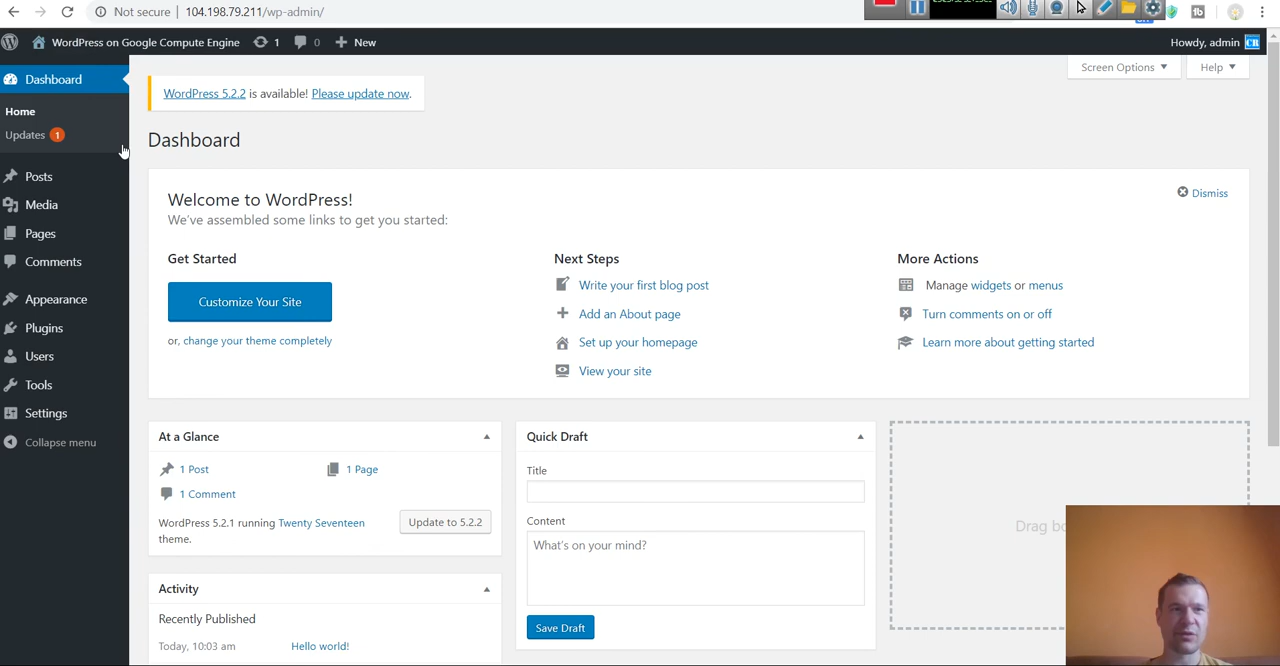 Not secure | 104.198.79.211/wp-admin/
WordPress on Google Compute Engine 1 0 New Howdy, admin
Dashboard
Home
Updates 1
Posts
Media
Pages
Comments
Appearance
Plugins
Users
Tools
Settings
Collapse menu
Screen Options Help
WordPress 5.2.2 is available! Please update now.
Dashboard
Welcome to WordPress!
We've assembled some links to get you started:
Dismiss
Get Started
Customize Your Site
or, change your theme completely
Next Steps
Write your first blog post
Add an About page
Set up your homepage
View your site
More Actions
Manage widgets or menus
Turn comments on or off
Learn more about getting started
At a Glance
1 Post 1 Page
1 Comment
WordPress 5.2.1 running Twenty Seventeen
theme.
Update to 5.2.2
Activity
Recently Published
Today, 10:03 am Hello world!
Quick Draft
Title
Content
What's on your mind?
Save Draft
Drag